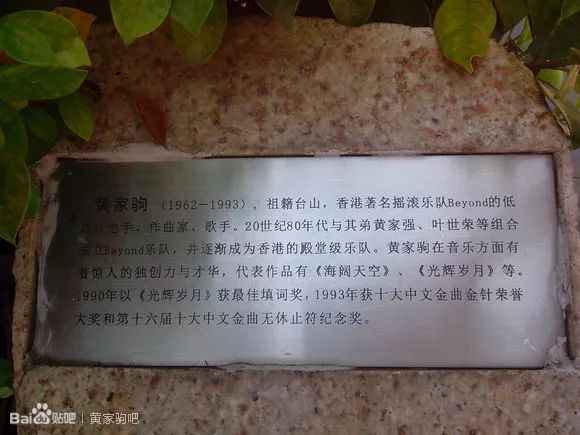 黄家驹（1962－1993），祖籍台山，香港著名摇滚乐队Beyond的低
音吉他手、作曲家、歌手。20世纪80年代与其弟黄家强、叶世荣等组合
成立Beyond乐队，并逐渐成为香港的殿堂级乐队。黄家驹在音乐方面有
着惊人的独创力与才华，代表作品有《海阔天空》、《光辉岁月》等。
1990年以《光辉岁月》获最佳填词奖，1993年获十大中文金曲金针荣誉
大奖和第十六届十大中文金曲无休止符纪念奖。
Bai du 贴吧 | 黄家驹吧